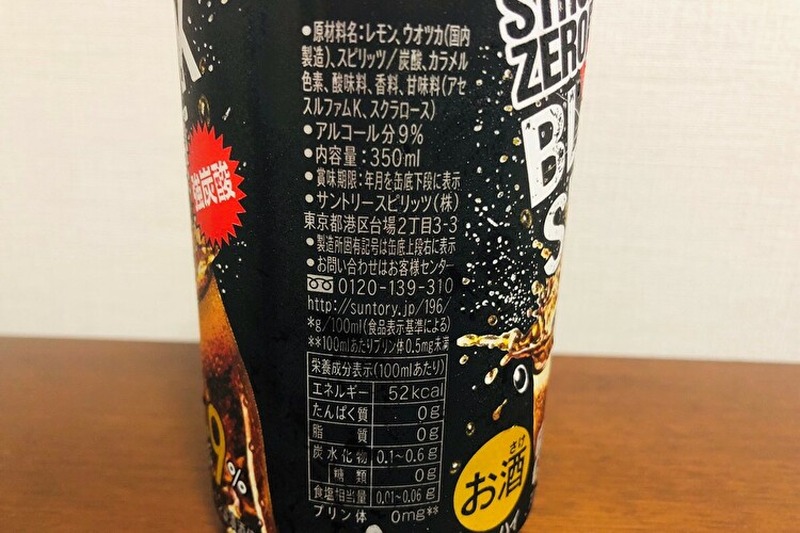 ●原材料名:レモン、ウオツカ(国内
製造)、スピリッツ/炭酸、カラメル
色素、酸味料、香料、甘味料(アセ
スルファムK、スクラロース)
●アルコール分9%
●内容量:350ml
●賞味期限:年月を缶底下段に表示
●サントリースピリッツ(株)
東京都港区台場2丁目3-3
●製造所固有記号は缶底上段右に表示
●お問い合わせはお客様センター
0120-139-310
http://suntory.jp/196/
*g/100ml(食品表示基準による)
**100mlあたりプリン体0.5mg未満
栄養成分表示(100mlあたり)
エネルギー 52kcal
たんぱく質 0g
脂質 0g
炭水化物 0.1~0.6g
糖類 0g
食塩相当量 0.01~0.06g
プリン体 0mg**
強炭酸
9%
ZERO
さけ
お酒